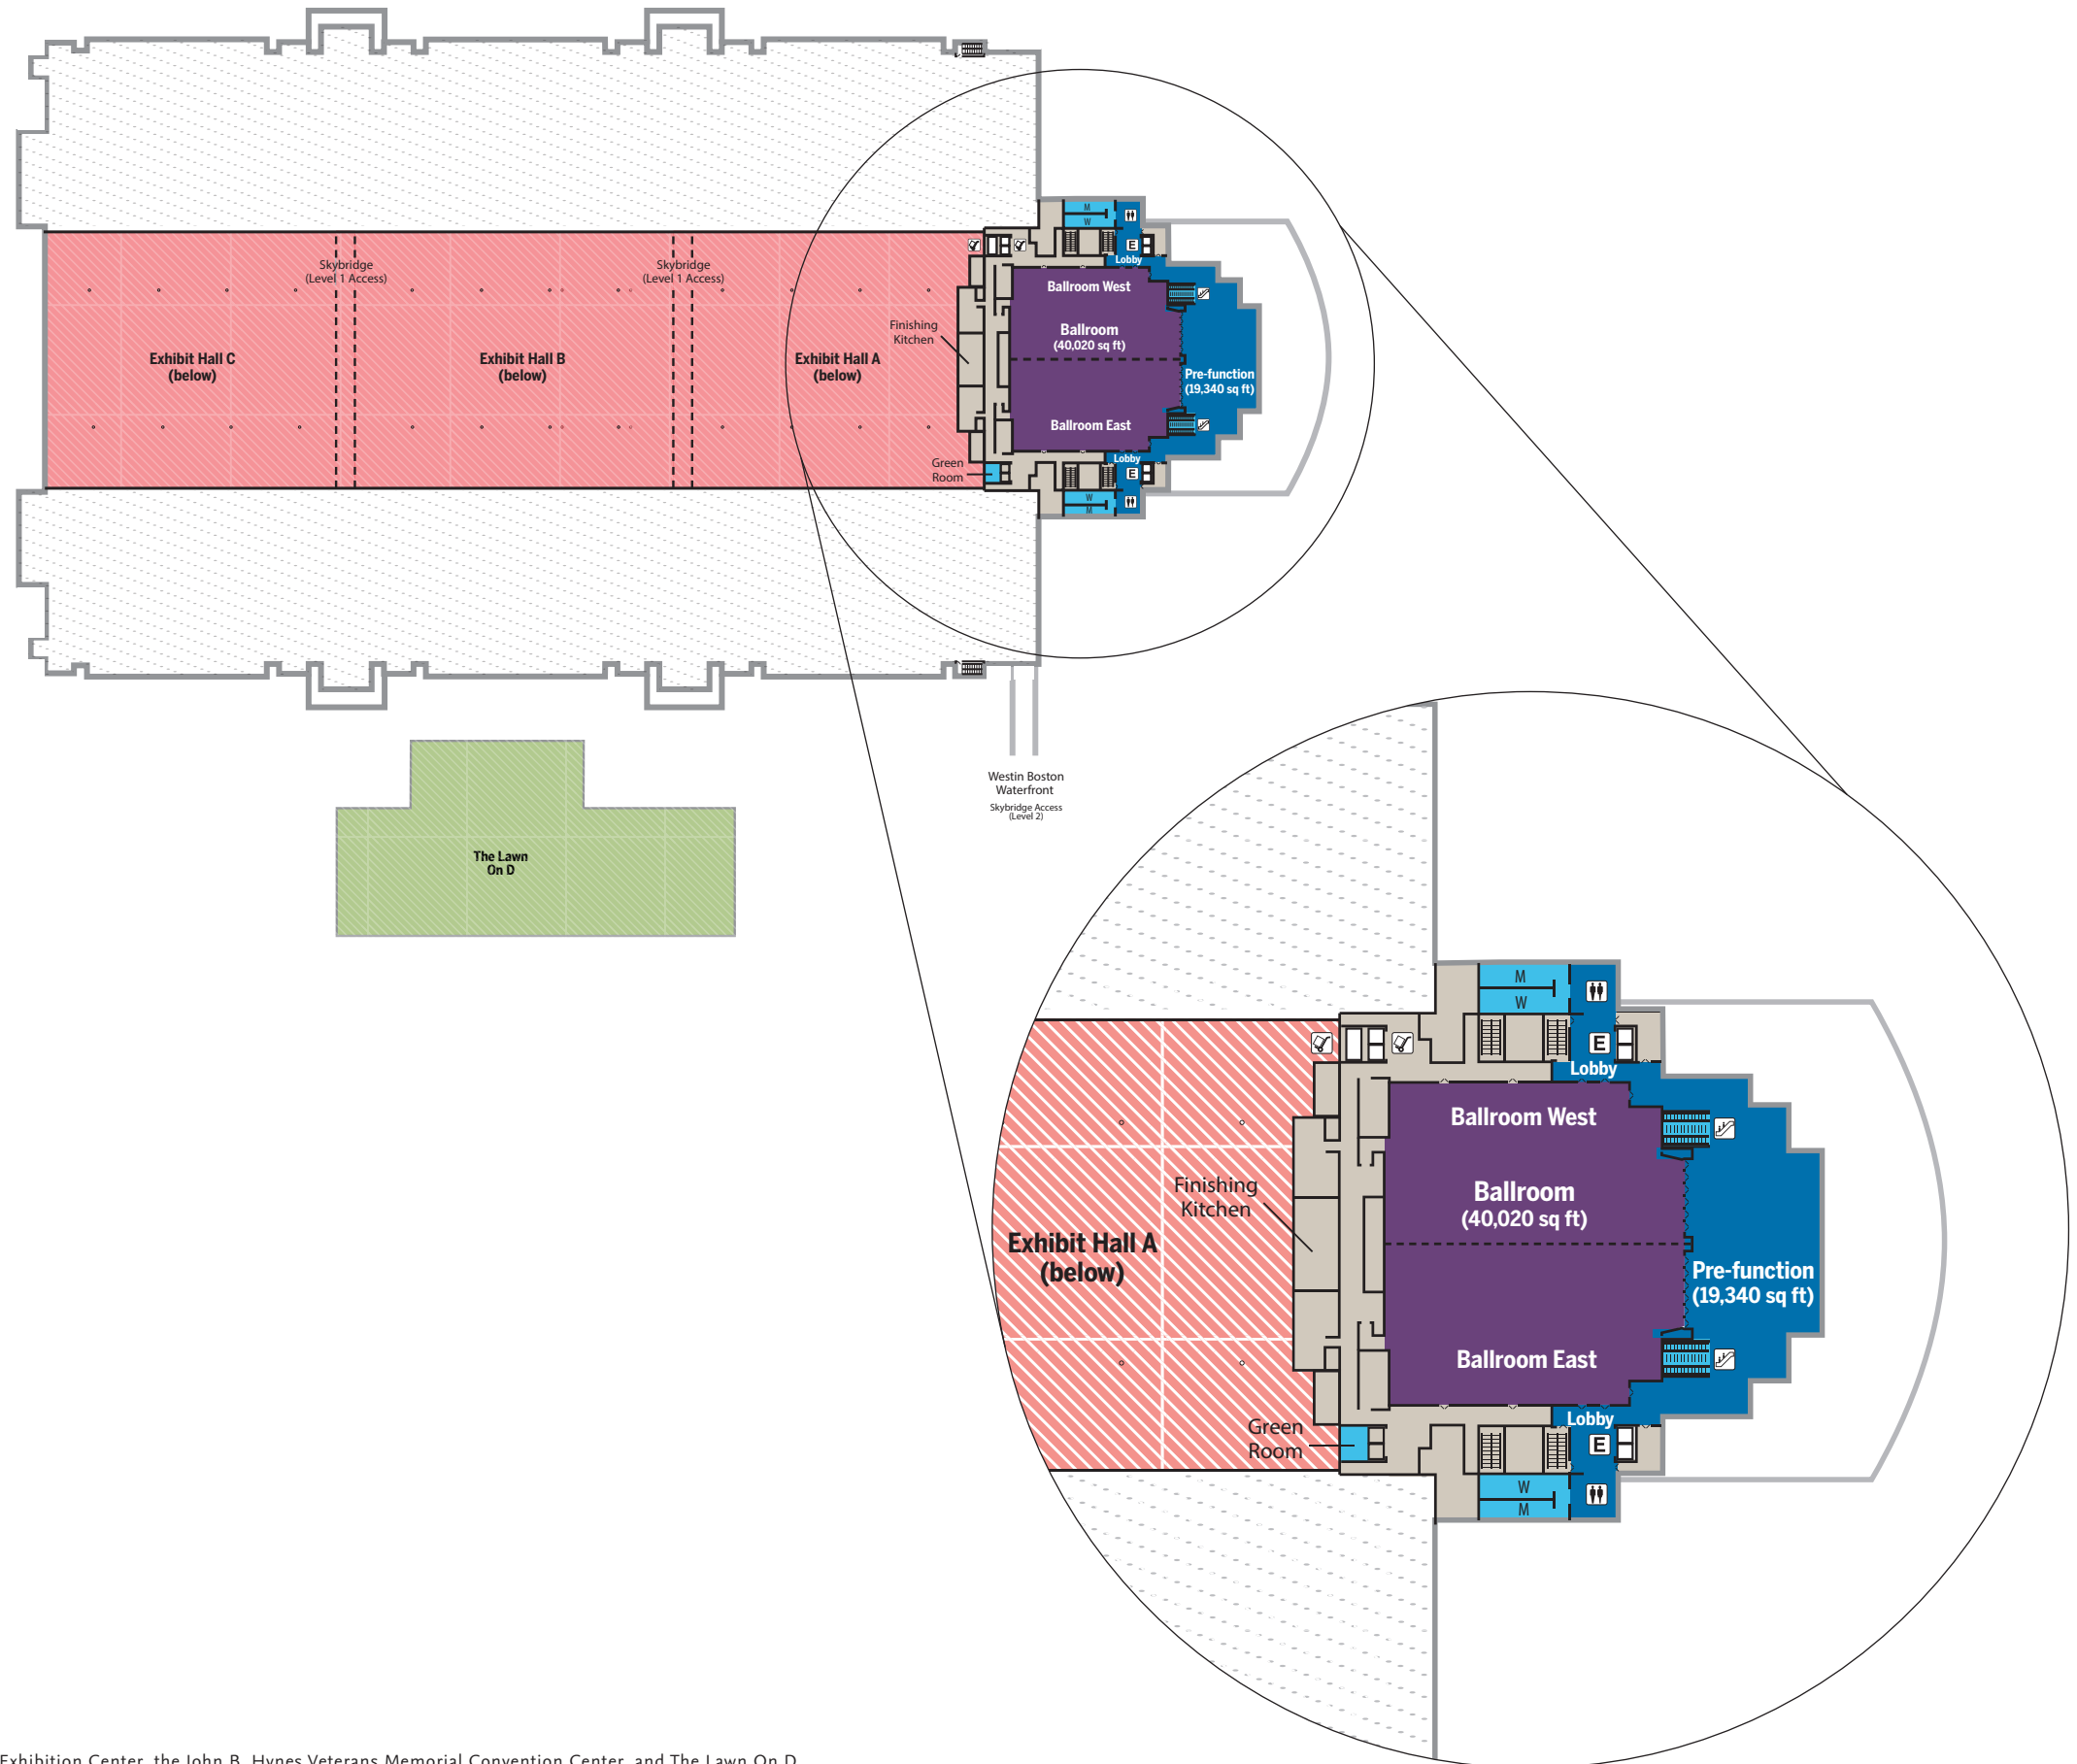 M
W
E
Lobby
Skybridge
(Level 1 Access)
Skybridge
(Level 1 Access)
Ballroom West
Finishing
Kitchen
Ballroom
(40,020 sq ft)
Exhibit Hall C
(below)
Exhibit Hall B
(below)
Exhibit Hall A
(below)
Pre-function
(19,340 sq ft)
Ballroom East
Green
Room
Lobby
E
W
M
Westin Boston
Waterfront
Skybridge Access
(Level 2)
The Lawn
On D
M
W
E
Lobby
Ballroom West
Finishing
Kitchen
Ballroom
(40,020 sq ft)
Exhibit Hall A
(below)
Pre-function
(19,340 sq ft)
Ballroom East
Lobby
Green
Room
E
W
M
Exhibition Center, the John B. Hynes Veterans Memorial Convention Center, and The Lawn On D